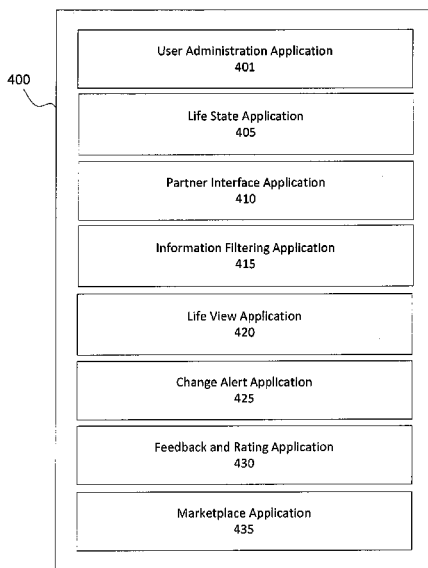 400
User Administration Application
401
Life State Application
405
Partner Interface Application
410
Information Filtering Application
415
Life View Application
420
Change Alert Application
425
Feedback and Rating Application
430
Marketplace Application
435